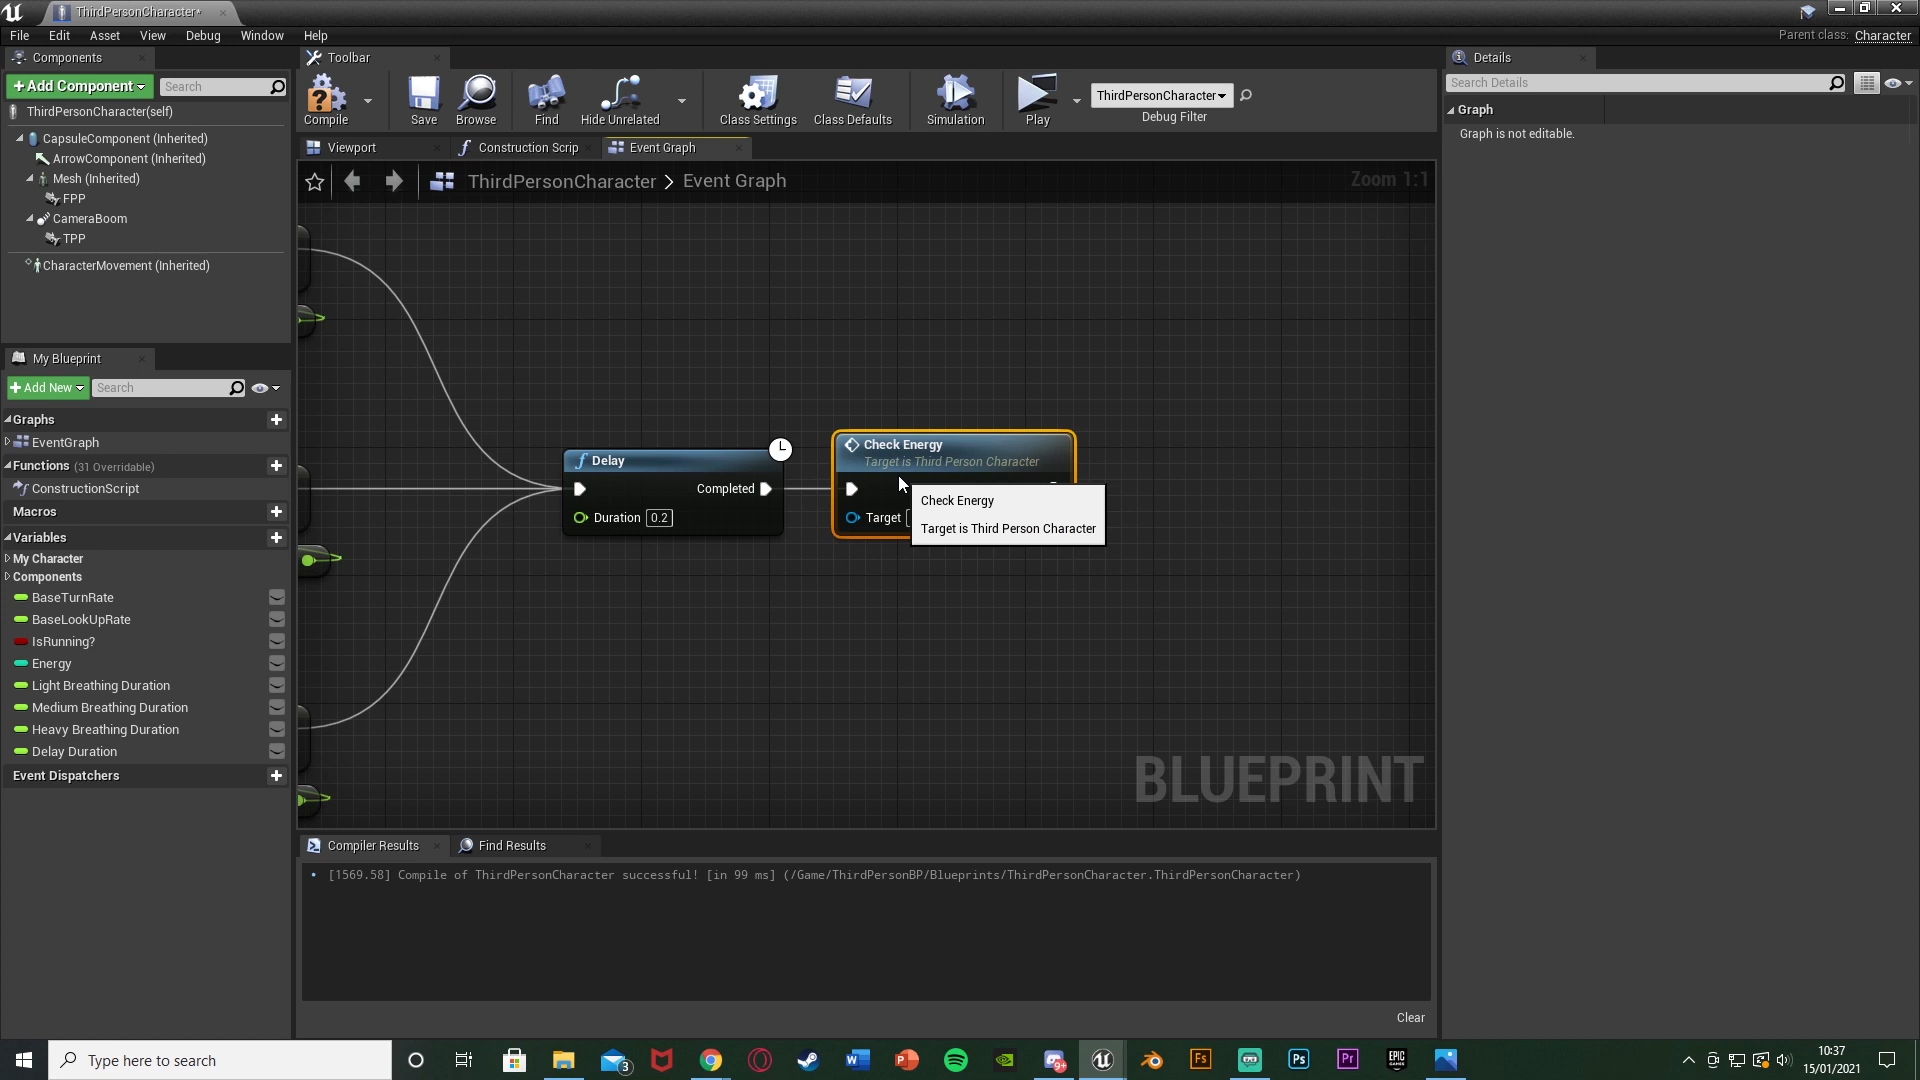 ThirdPersonCharacter*
File Edit Asset View Debug Window Help
Parent class: Character
Components
Add Component
Search
ThirdPersonCharacter(self)
CapsuleComponent (Inherited)
ArrowComponent (Inherited)
Mesh (Inherited)
FPP
CameraBoom
TPP
CharacterMovement (Inherited)
My Blueprint
Add New
Search
Graphs
EventGraph
Functions (31 Overridable)
ConstructionScript
Macros
Variables
My Character
Components
BaseTurnRate
BaseLookUpRate
IsRunning?
Energy
Light Breathing Duration
Medium Breathing Duration
Heavy Breathing Duration
Delay Duration
Event Dispatchers
Toolbar
Compile Save Browse Find Hide Unrelated Class Settings Class Defaults Simulation Play
ThirdPersonCharacter
Debug Filter
Viewport Construction Scrip Event Graph
ThirdPersonCharacter > Event Graph
Zoom 1:1
Delay
Completed
Duration 0.2
Check Energy
Target is Third Person Character
Target
Check Energy
Target is Third Person Character
BLUEPRINT
Compiler Results Find Results
[1569.58] Compile of ThirdPersonCharacter successful! [in 99 ms] (/Game/ThirdPersonBP/Blueprints/ThirdPersonCharacter.ThirdPersonCharacter)
Clear
Details
Search Details
Graph
Graph is not editable.
Type here to search
3
W
P
9+
Fs
Ps
Pr
EPIC GAMES
10:37
15/01/2021